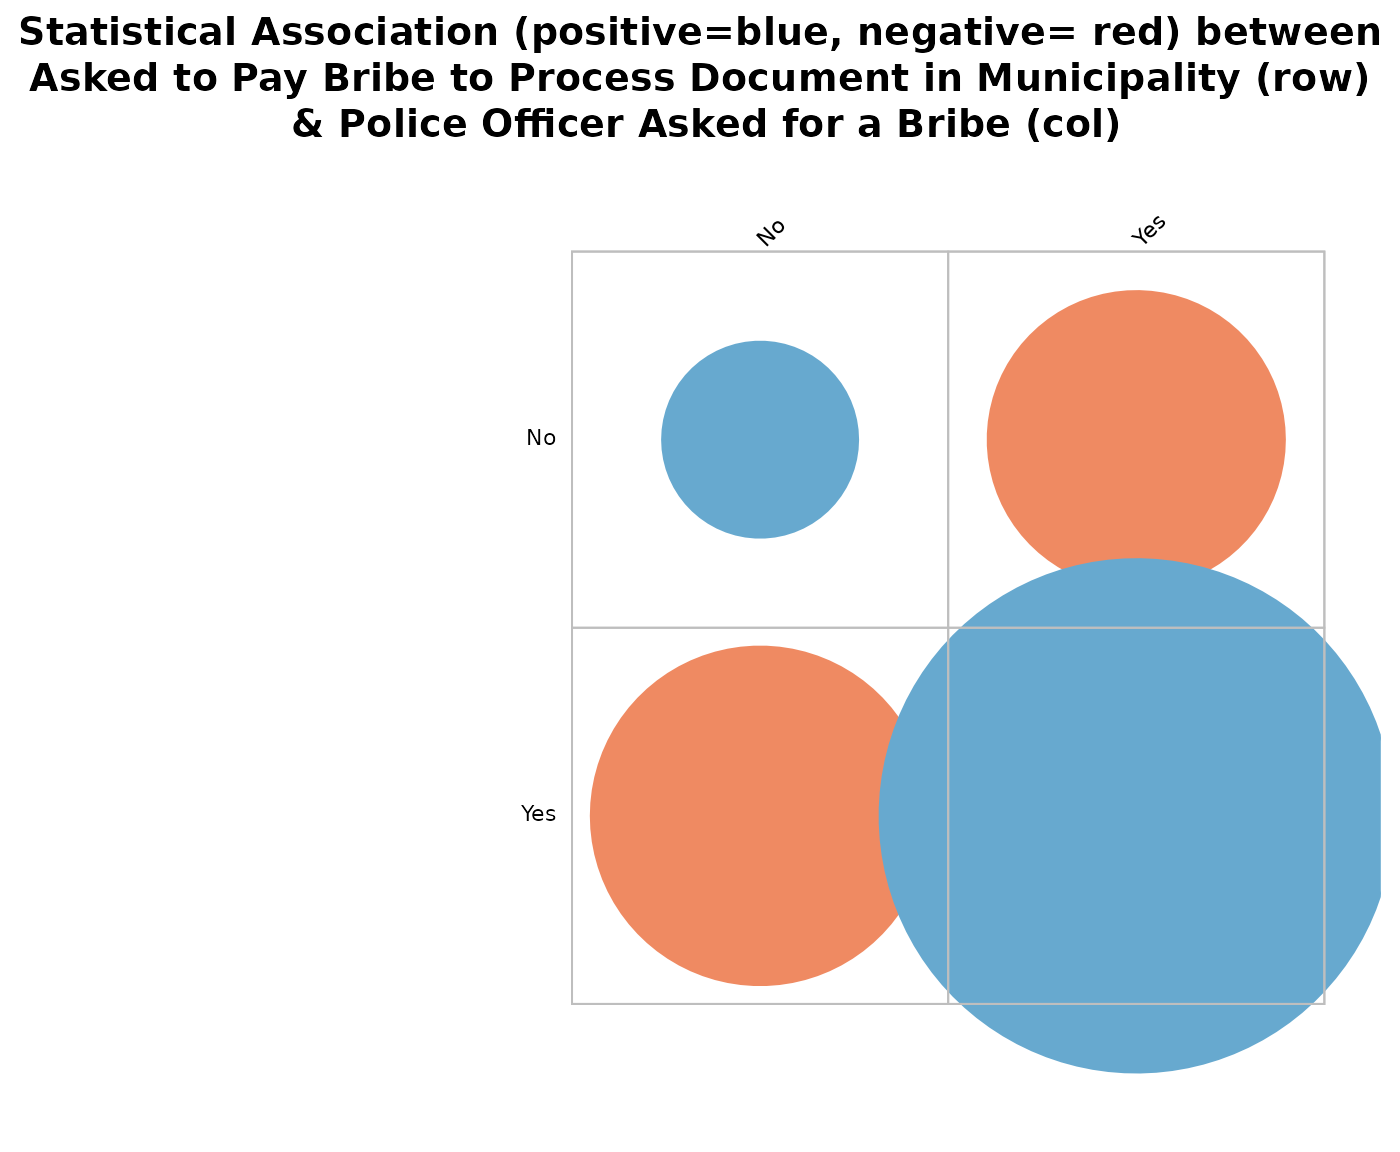 Statistical Association (positive=blue, negative= red) between
Asked to Pay Bribe to Process Document in Municipality (row)
& Police Officer Asked for a Bribe (col)
No Yes
No
Yes